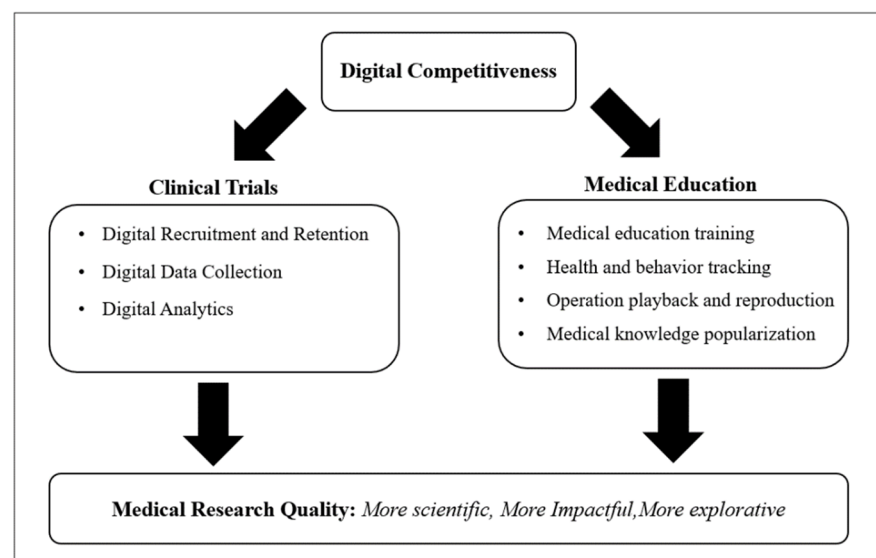 Digital Competitiveness
Clinical Trials
• Digital Recruitment and Retention
• Digital Data Collection
• Digital Analytics
Medical Education
• Medical education training
• Health and behavior tracking
• Operation playback and reproduction
• Medical knowledge popularization
Medical Research Quality: More scientific, More Impactful,More explorative